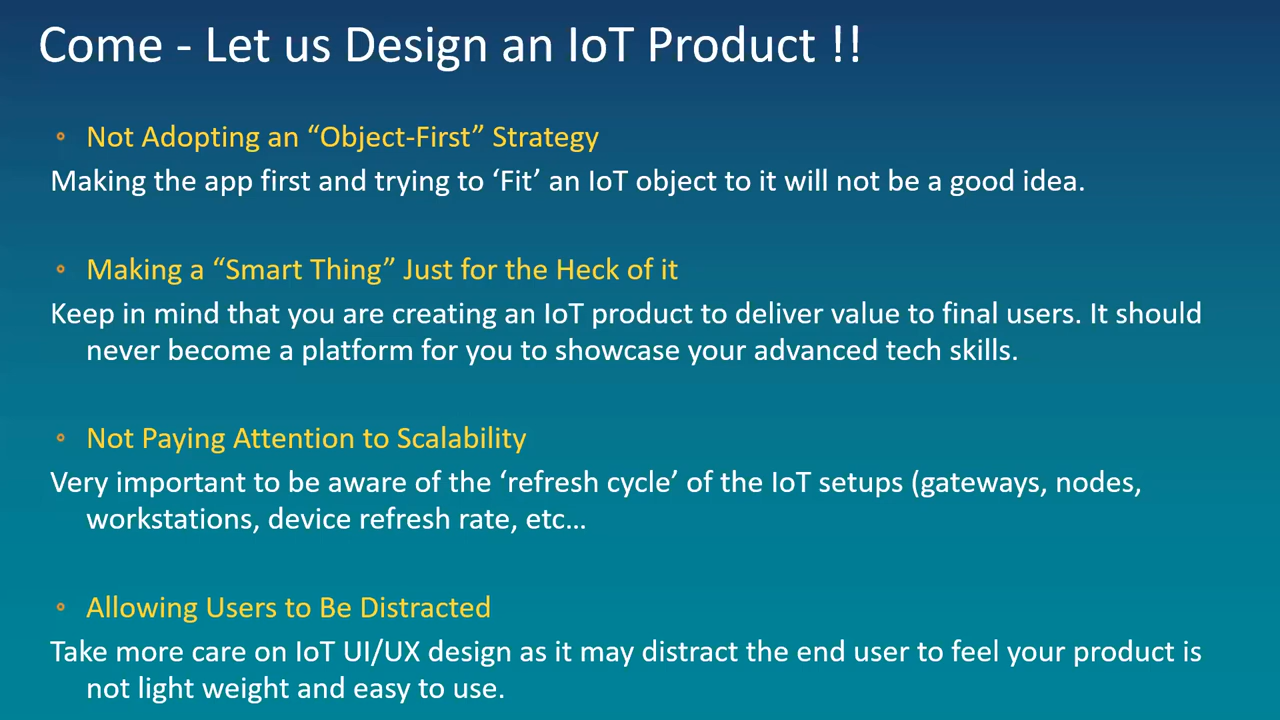 Come - Let us Design an IoT Product !!
Not Adopting an “Object-First” Strategy
Making the app first and trying to ‘Fit’ an IoT object to it will not be a good idea.
Making a “Smart Thing” Just for the Heck of it
Keep in mind that you are creating an IoT product to deliver value to final users. It should
never become a platform for you to showcase your advanced tech skills.
Not Paying Attention to Scalability
Very important to be aware of the ‘refresh cycle’ of the IoT setups (gateways, nodes,
workstations, device refresh rate, etc…
Allowing Users to Be Distracted
Take more care on IoT UI/UX design as it may distract the end user to feel your product is
not light weight and easy to use.